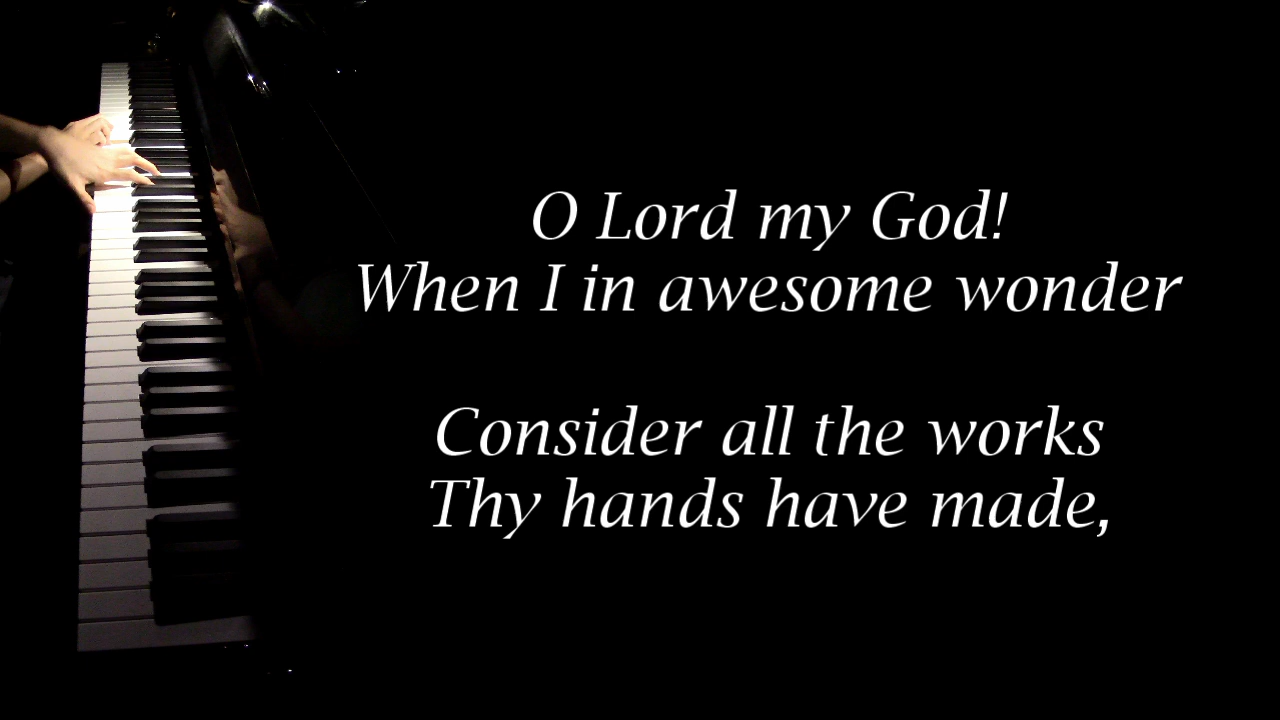 O Lord my God!
When I in awesome wonder
Consider all the works
Thy hands have made,